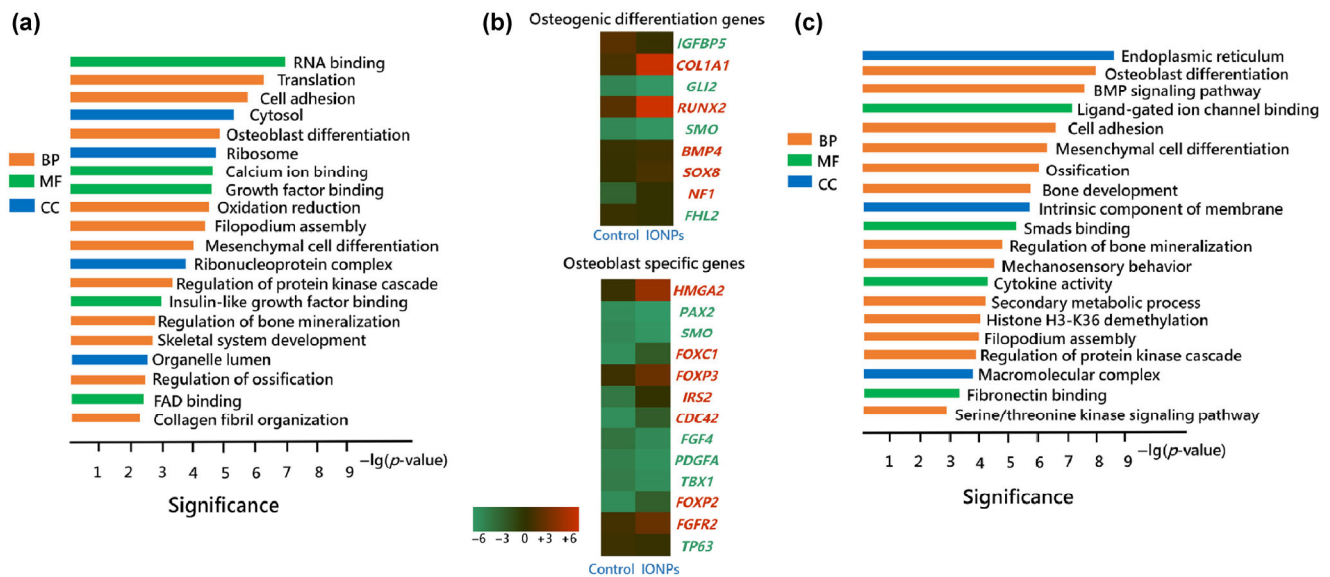 (a)
RNA binding
Translation
Cell adhesion
Cytosol
Osteoblast differentiation
Ribosome
Calcium ion binding
Growth factor binding
Oxidation reduction
Filopodium assembly
Mesenchymal cell differentiation
Ribonucleoprotein complex
Regulation of protein kinase cascade
Insulin-like growth factor binding
Regulation of bone mineralization
Skeletal system development
Organelle lumen
Regulation of ossification
FAD binding
Collagen fibril organization
BP
MF
CC
1 2 3 4 5 6 7 8 9
−lg(p-value)
Significance
(b)
Osteogenic differentiation genes
IGFBP5
COL1A1
GLI2
RUNX2
SMO
BMP4
SOX8
NF1
FHL2
Control IONPs
Osteoblast specific genes
HMGA2
PAX2
SMO
FOXC1
FOXP3
IRS2
CDC42
FGF4
PDGFA
TBX1
FOXP2
FGFR2
TP63
Control IONPs
−6 −3 0 +3 +6
(c)
Endoplasmic reticulum
Osteoblast differentiation
BMP signaling pathway
Ligand-gated ion channel binding
Cell adhesion
Mesenchymal cell differentiation
Ossification
Bone development
Intrinsic component of membrane
Smads binding
Regulation of bone mineralization
Mechanosensory behavior
Cytokine activity
Secondary metabolic process
Histone H3-K36 demethylation
Filopodium assembly
Regulation of protein kinase cascade
Macromolecular complex
Fibronectin binding
Serine/threonine kinase signaling pathway
BP
MF
CC
1 2 3 4 5 6 7 8 9
−lg(p-value)
Significance